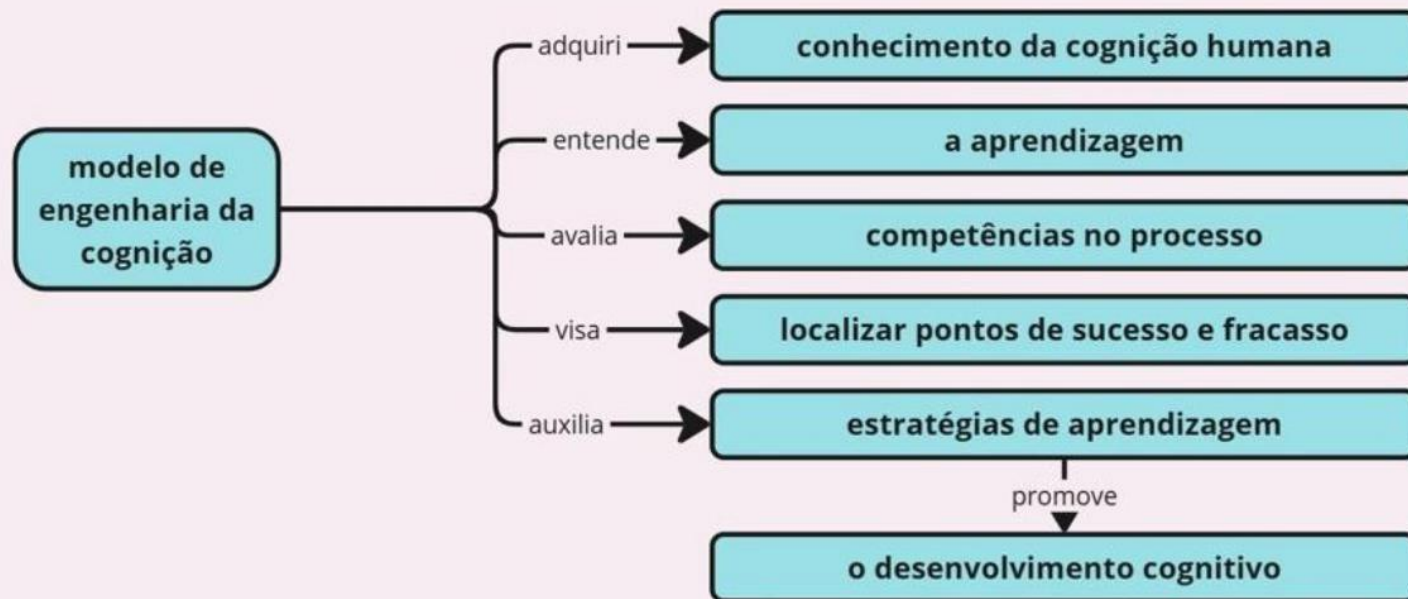 modelo de
engenharia da
cognição
adquiri
conhecimento da cognição humana
entende
a aprendizagem
avalia
competências no processo
visa
localizar pontos de sucesso e fracasso
auxilia
estratégias de aprendizagem
promove
o desenvolvimento cognitivo